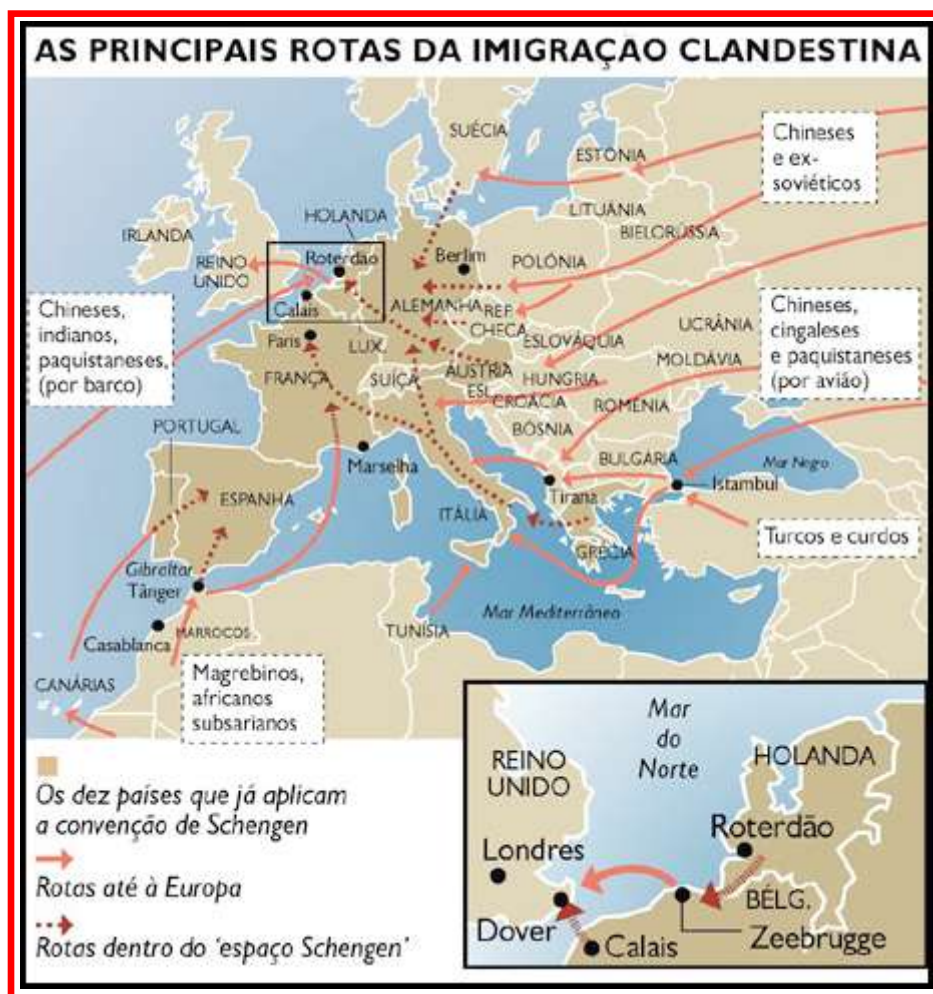 AS PRINCIPAIS ROTAS DA IMIGRAÇÃO CLANDESTINA
SUÉCIA
ESTÓNIA
Chineses
e ex-
soviéticos
LITUÂNIA
BIELORÚSSIA
HOLANDA
IRLANDA
REINO
UNIDO
Roterdão
Berlim
POLÓNIA
Calais
ALEMANHA
REP.
CHECA
Chineses,
indianos,
paquistaneses,
(por barco)
Paris
LUX.
ESLOVÁQUIA
UCRÂNIA
MOLDÁVIA
Chineses,
cingaleses
e paquistaneses
(por avião)
FRANÇA
SUÍÇA
ÁUSTRIA
ESL.
HUNGRIA
CROÁCIA
ROMÉNIA
BÓSNIA
PORTUGAL
Marselha
BULGÁRIA
Mar Negro
Istambul
ESPANHA
ITÁLIA
Tirana
Turcos e curdos
GRÉCIA
Gibraltar
Tânger
Mar Mediterrâneo
Casablanca
MARROCOS
TUNÍSIA
CANÁRIAS
Magrebinos,
africanos
subsarianos
Os dez países que já aplicam
a convenção de Schengen
Rotas até à Europa
Rotas dentro do 'espaço Schengen'
Mar
do
Norte
REINO
UNIDO
HOLANDA
Roterdão
Londres
BÉLG.
Dover
Calais
Zeebrugge